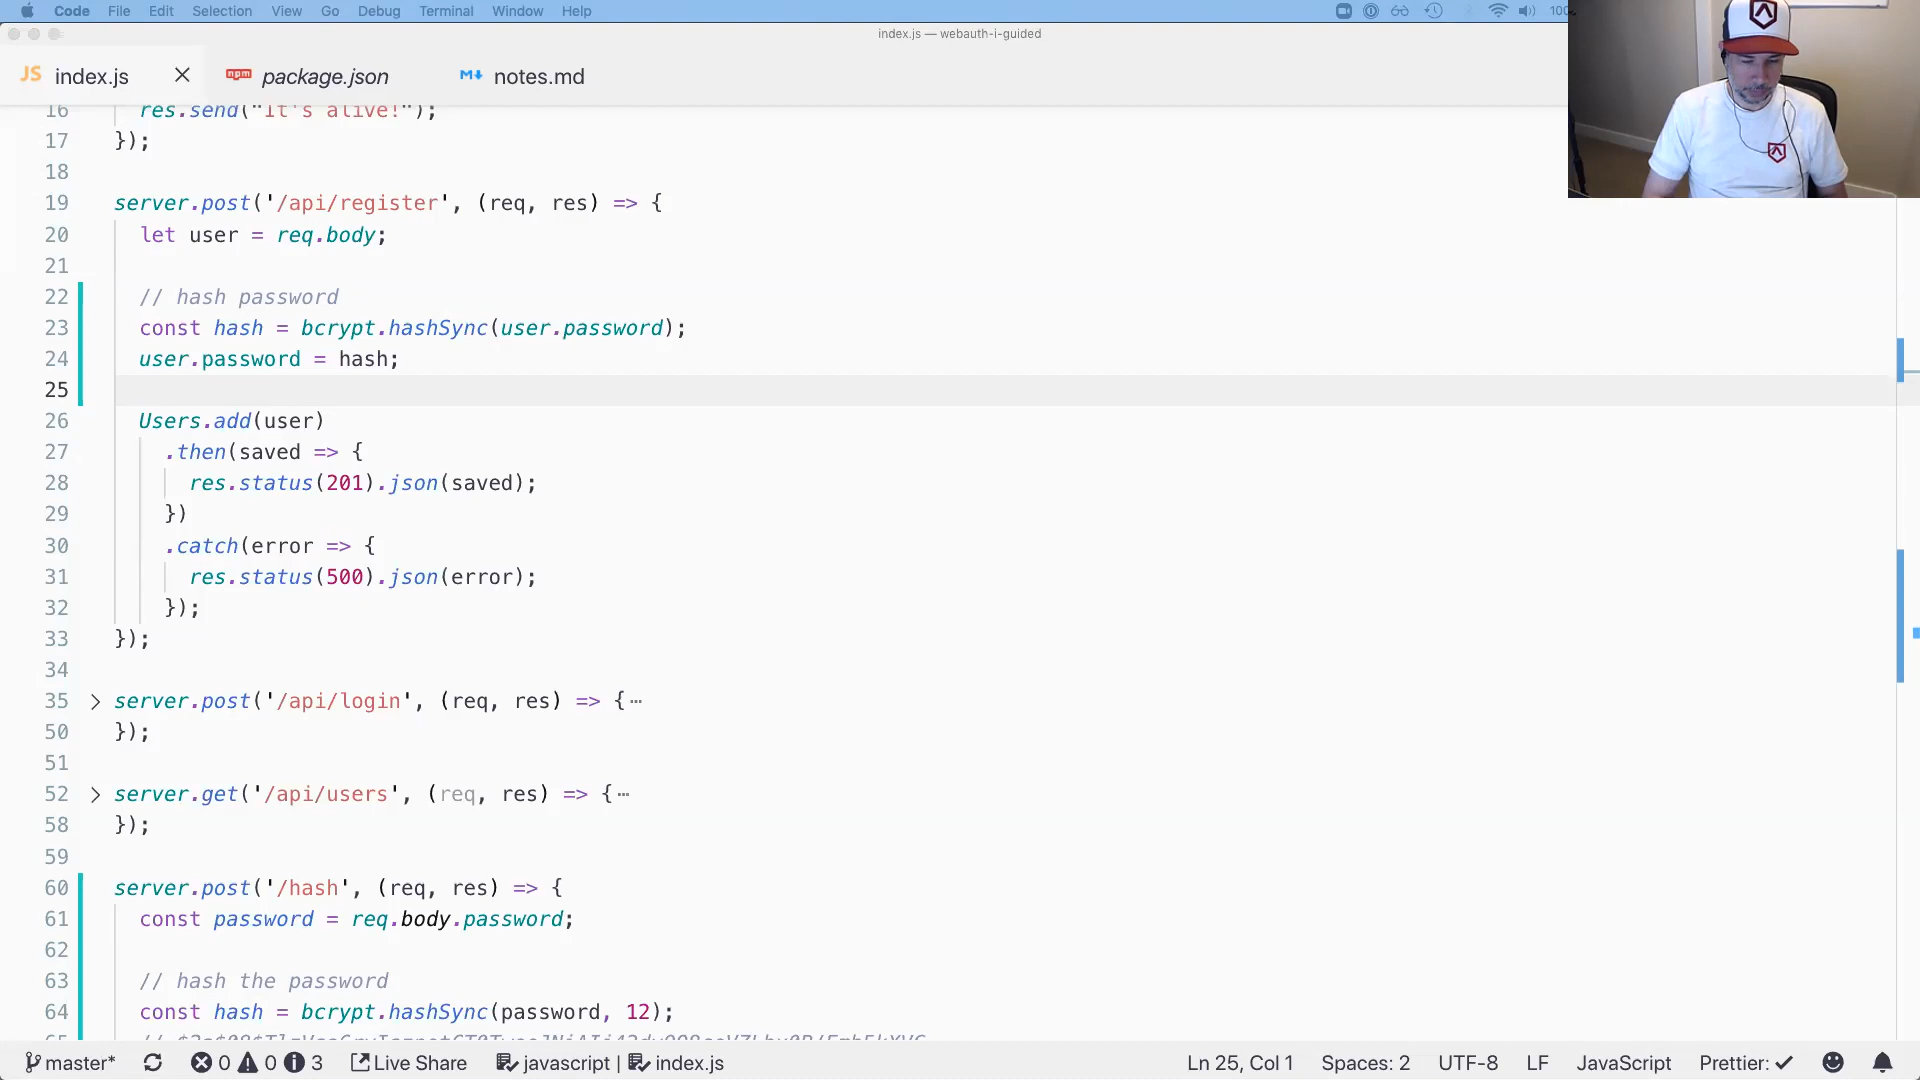 Code File Edit Selection View Go Debug Terminal Window Help
index.js — webauth-i-guided
JS index.js × npm package.json M↓ notes.md
16 res.send("It's alive!");
17 });
18
19 server.post('/api/register', (req, res) => {
20 let user = req.body;
21
22 // hash password
23 const hash = bcrypt.hashSync(user.password);
24 user.password = hash;
25
26 Users.add(user)
27 .then(saved => {
28 res.status(201).json(saved);
29 })
30 .catch(error => {
31 res.status(500).json(error);
32 });
33 });
34
35 server.post('/api/login', (req, res) => {…
50 });
51
52 server.get('/api/users', (req, res) => {…
58 });
59
60 server.post('/hash', (req, res) => {
61 const password = req.body.password;
62
63 // hash the password
64 const hash = bcrypt.hashSync(password, 12);
master* 0 0 3 Live Share javascript | index.js Ln 25, Col 1 Spaces: 2 UTF-8 LF JavaScript Prettier: ✓